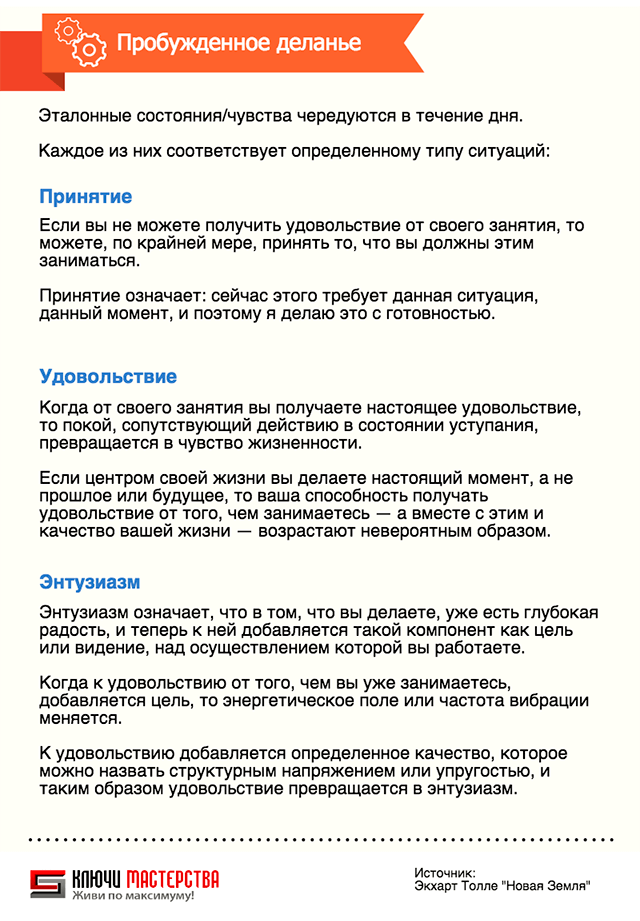 Пробужденное деланье
Эталонные состояния/чувства чередуются в течение дня.
Каждое из них соответствует определенному типу ситуаций:
Принятие
Если вы не можете получить удовольствие от своего занятия, то
можете, по крайней мере, принять то, что вы должны этим
заниматься.
Принятие означает: сейчас этого требует данная ситуация,
данный момент, и поэтому я делаю это с готовностью.
Удовольствие
Когда от своего занятия вы получаете настоящее удовольствие,
то покой, сопутствующий действию в состоянии уступания,
превращается в чувство жизненности.
Если центром своей жизни вы делаете настоящий момент, а не
прошлое или будущее, то ваша способность получать
удовольствие от того, чем занимаетесь — а вместе с этим и
качество вашей жизни — возрастают невероятным образом.
Энтузиазм
Энтузиазм означает, что в том, что вы делаете, уже есть глубокая
радость, и теперь к ней добавляется такой компонент как цель
или видение, над осуществлением которой вы работаете.
Когда к удовольствию от того, чем вы уже занимаетесь,
добавляется цель, то энергетическое поле или частота вибрации
меняется.
К удовольствию добавляется определенное качество, которое
можно назвать структурным напряжением или упругостью, и
таким образом удовольствие превращается в энтузиазм.
КЛЮЧИ МАСТЕРСТВА
Живи по максимуму!
Источник:
Экхарт Толле "Новая Земля"